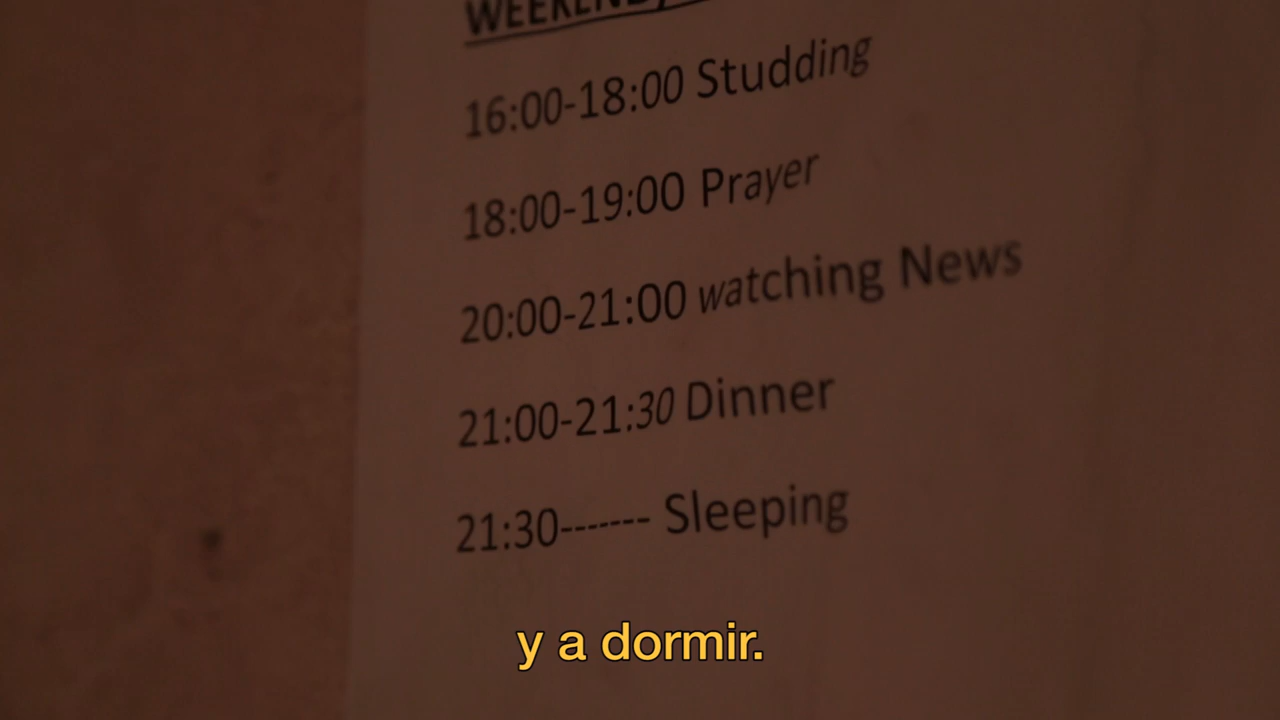 16:00-18:00 Studding
18:00-19:00 Prayer
20:00-21:00 watching News
21:00-21:30 Dinner
21:30------- Sleeping
y a dormir.